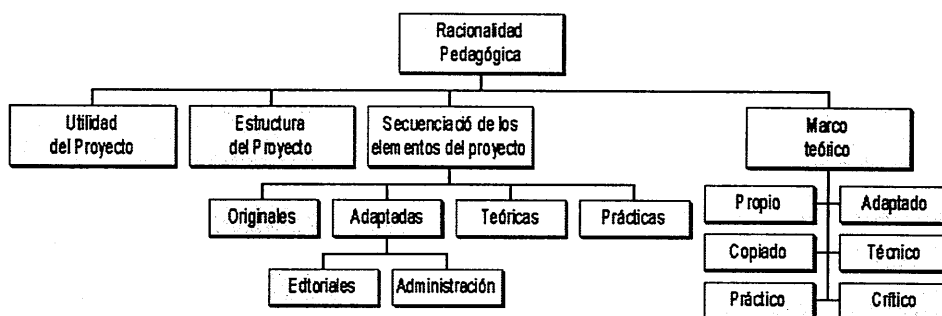 Racionalidad
Pedagógica
Utilidad
del Proyecto
Estructura
del Proyecto
Secuenciació de los
elementos del proyecto
Marco
teórico
Originales
Adaptadas
Teóricas
Prácticas
Propio
Adaptado
Copiado
Técnico
Edtoriales
Administración
Práctico
Crítico